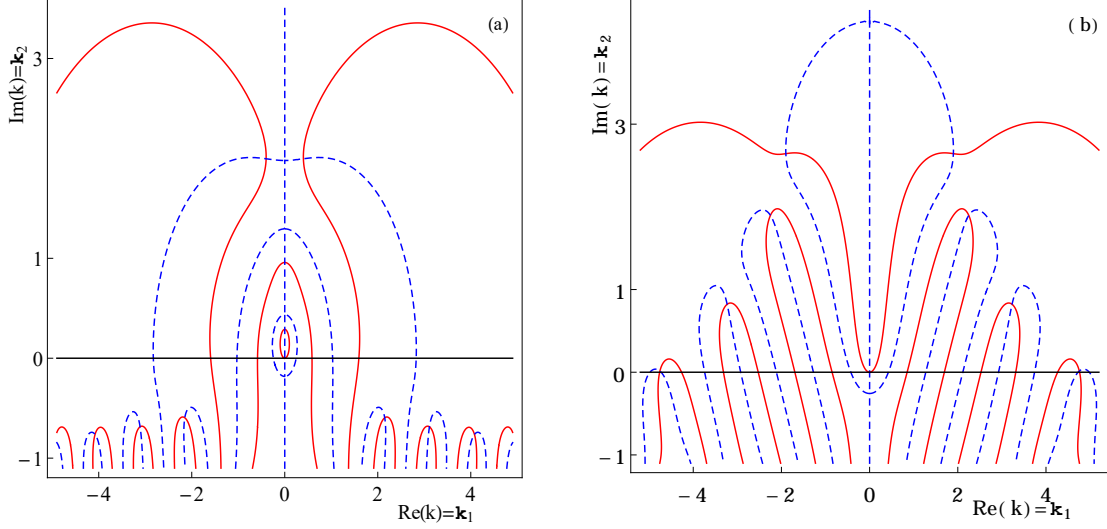 (a)
Im(k)=k₂
3
1
0
−1
−4 −2 0 2 4
Re(k)=k₁
( b)
Im( k)=k₂
3
1
0
−1
−4 −2 0 2 4
Re( k)=k₁